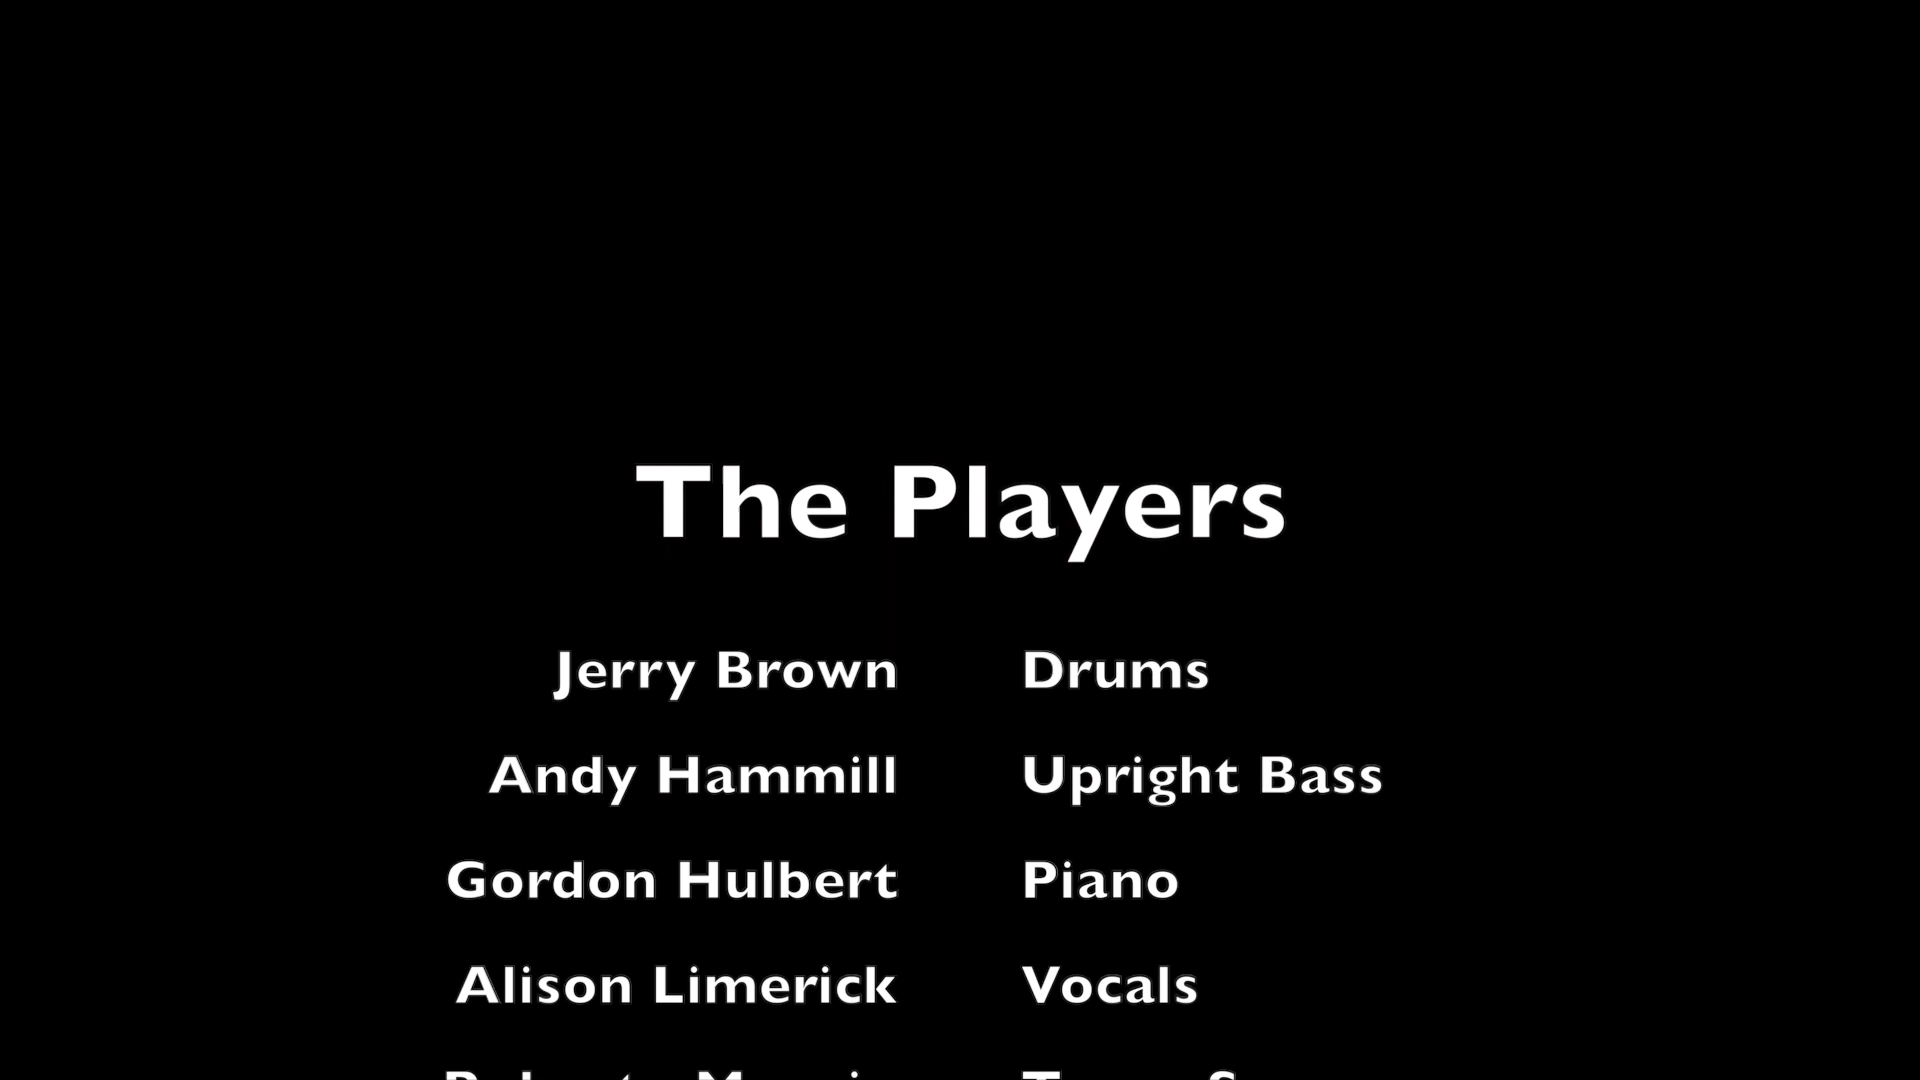 The Players
Jerry Brown Drums
Andy Hammill Upright Bass
Gordon Hulbert Piano
Alison Limerick Vocals